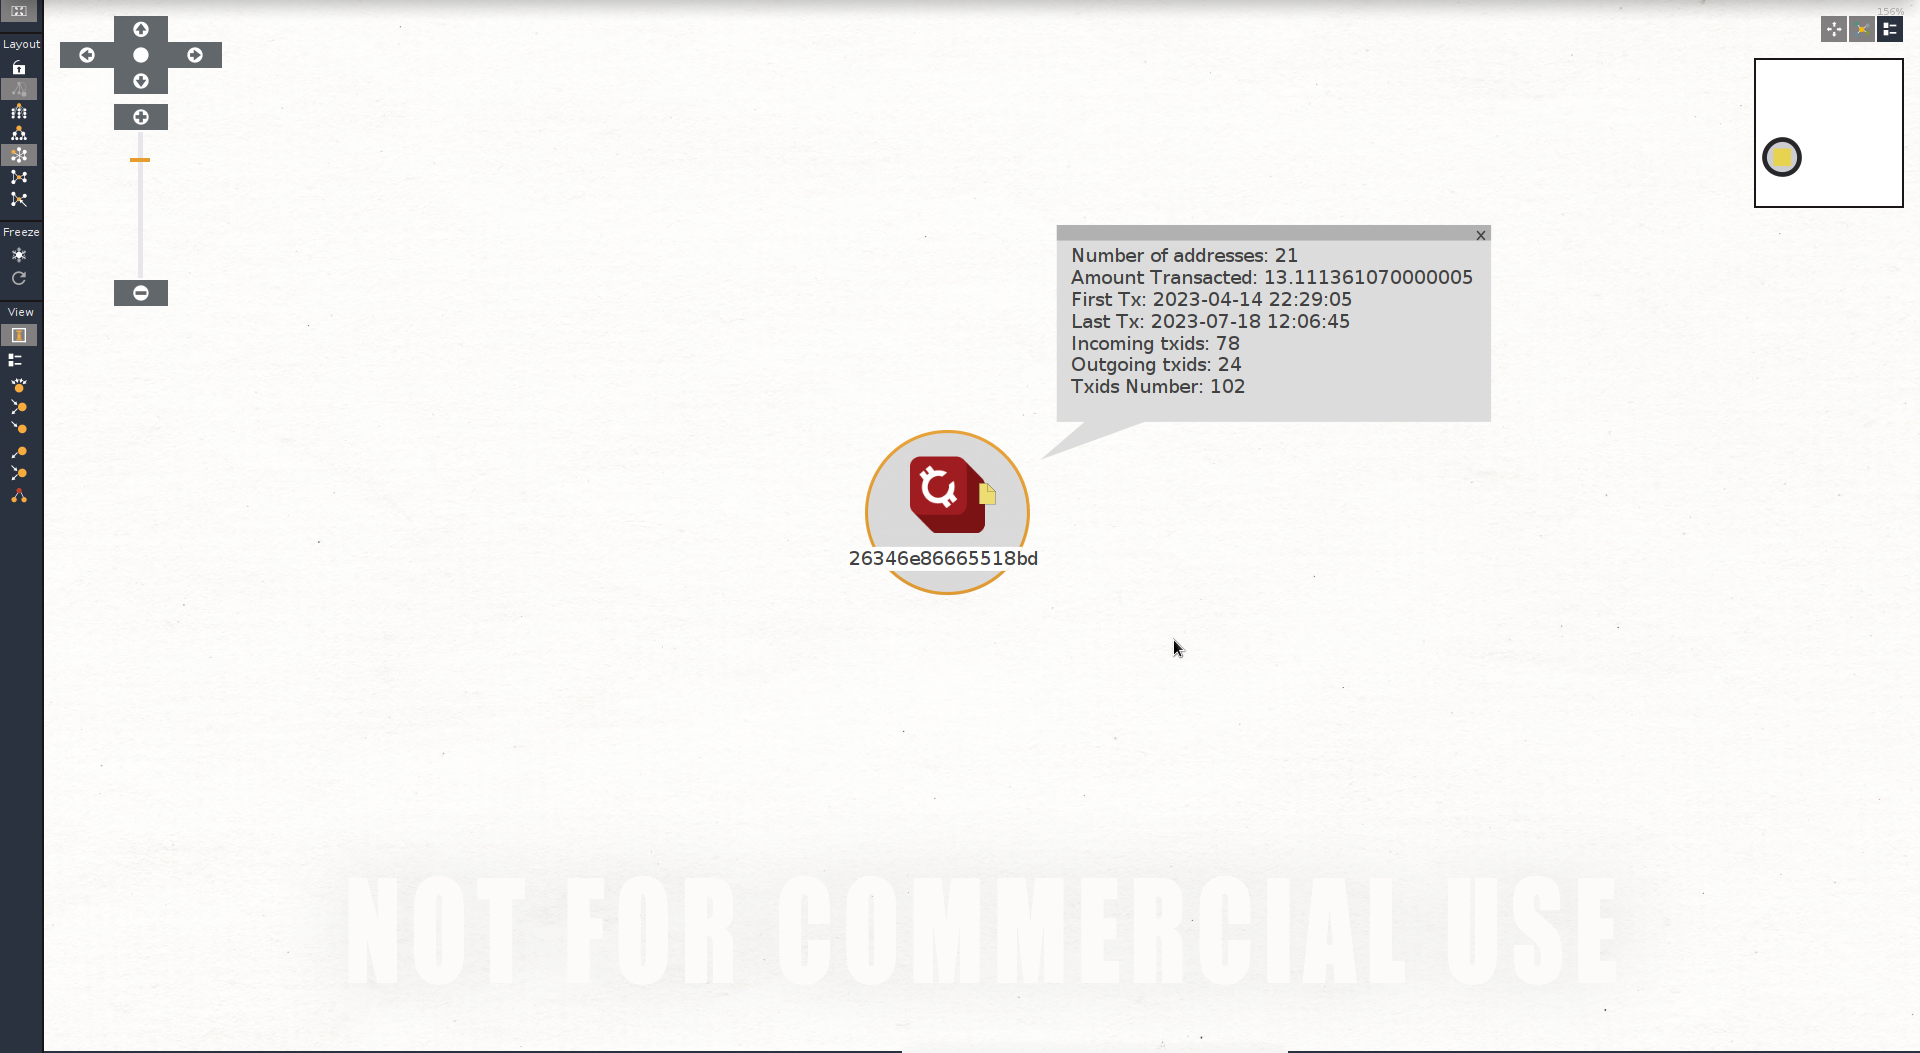 156%
Layout
Freeze
View
x
Number of addresses: 21
Amount Transacted: 13.111361070000005
First Tx: 2023-04-14 22:29:05
Last Tx: 2023-07-18 12:06:45
Incoming txids: 78
Outgoing txids: 24
Txids Number: 102
26346e86665518bd
NOT FOR COMMERCIAL USE